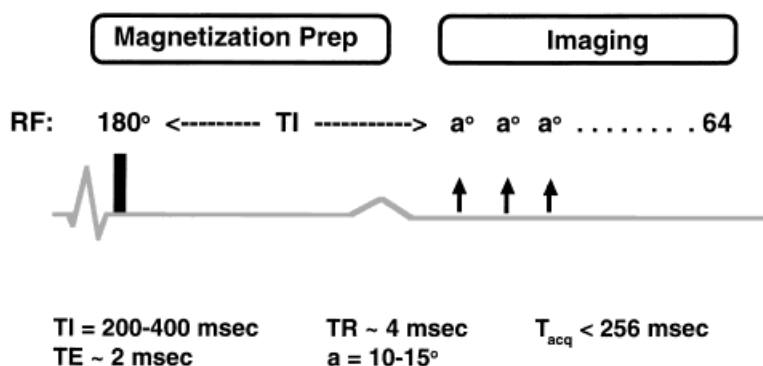 Magnetization Prep Imaging
RF: 180° <--------- TI -----------> a° a° a° . . . . . . . . 64
TI = 200-400 msec TR ~ 4 msec Tacq < 256 msec
TE ~ 2 msec a = 10-15°